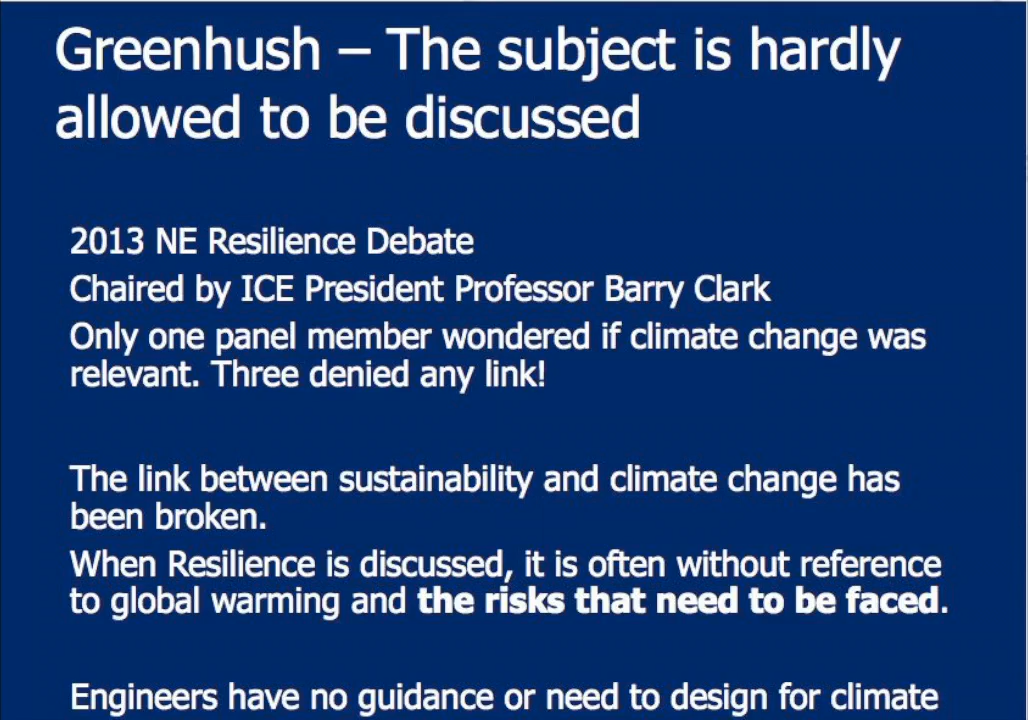 Greenhush – The subject is hardly
allowed to be discussed
2013 NE Resilience Debate
Chaired by ICE President Professor Barry Clark
Only one panel member wondered if climate change was
relevant. Three denied any link!
The link between sustainability and climate change has
been broken.
When Resilience is discussed, it is often without reference
to global warming and the risks that need to be faced.
Engineers have no guidance or need to design for climate